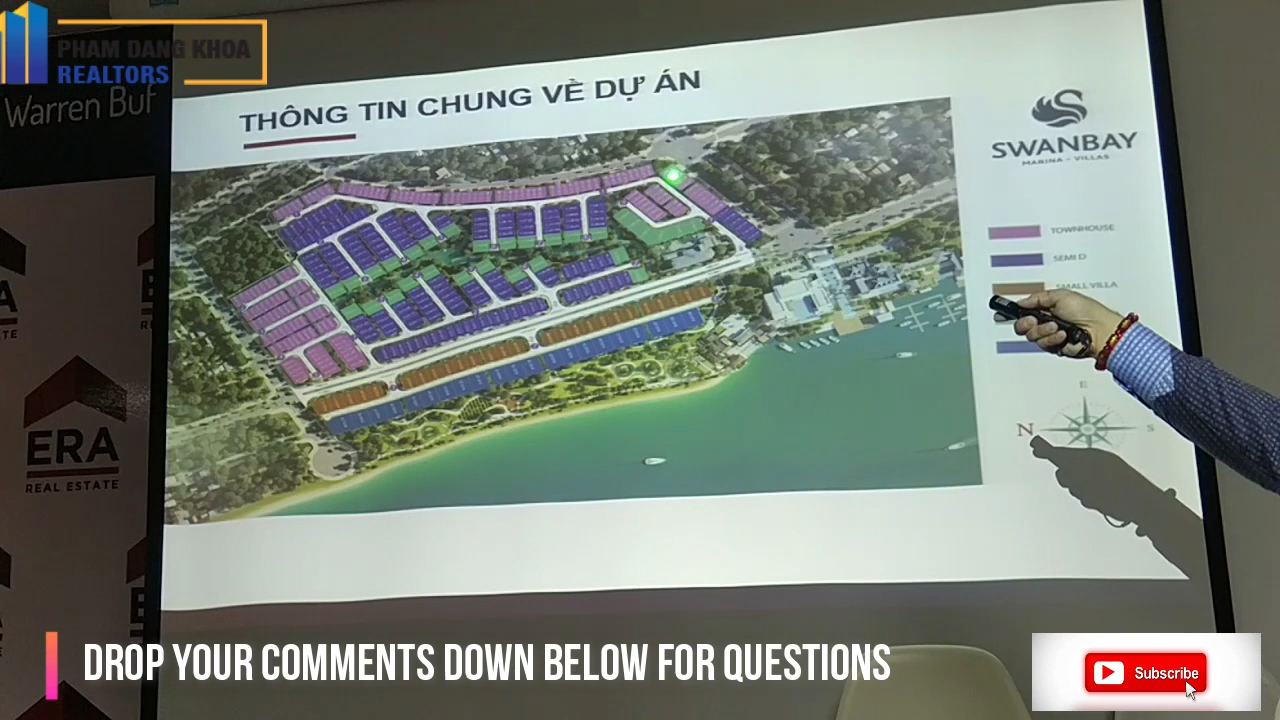 PHAM DANG KHOA
REALTORS
Warren Buf
THÔNG TIN CHUNG VỀ DỰ ÁN
SWANBAY
MARINA - VILLAS
TOWNHOUSE
SEMI D
SMALL VILLA
E
N
S
ERA
REAL ESTATE
DROP YOUR COMMENTS DOWN BELOW FOR QUESTIONS
Subscribe